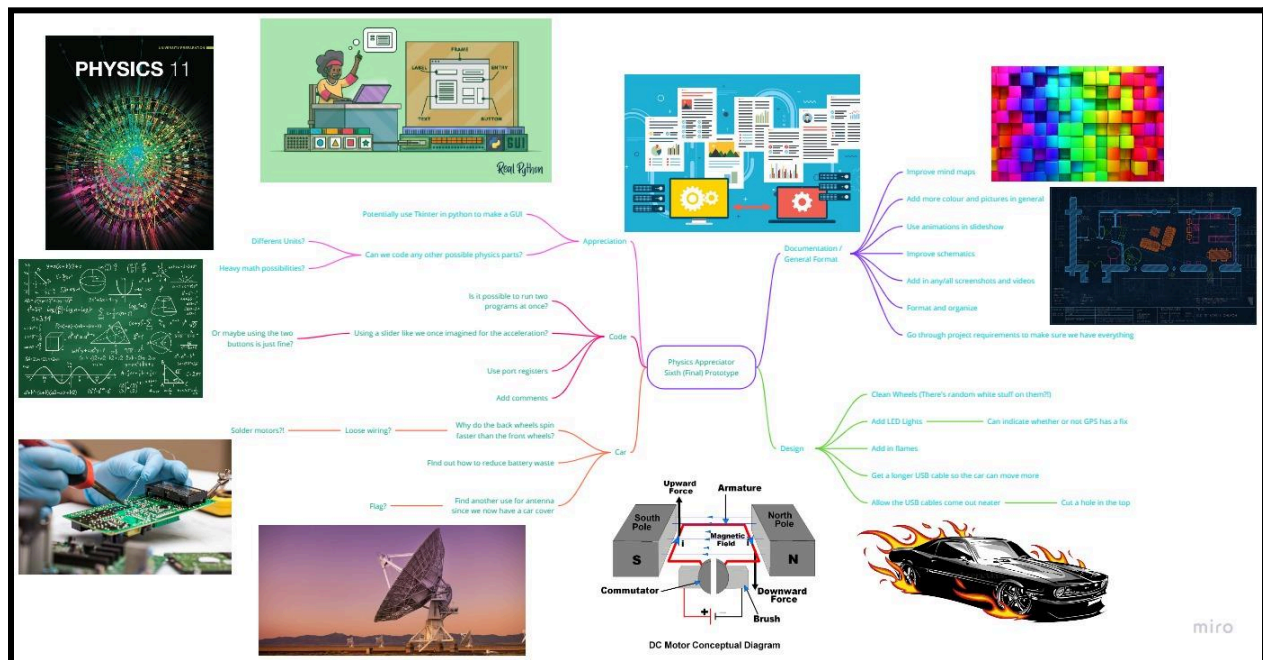 UNIVERSITY PREPARATION
PHYSICS 11
FRAME
LABEL
ENTRY
TEXT
BUTTON
GUI
Real Python
Potentially use Tkinter in python to make a GUI
Appreciation
Different Units?
Can we code any other possible physics parts?
Heavy math possibilities?
Is it possible to run two
programs at once?
Or maybe using the two
buttons is just fine?
Using a slider like we once imagined for the acceleration?
Code
Use port registers
Add comments
Physics Appreciator
Sixth (Final) Prototype
Solder motors?!
Loose wiring?
Why do the back wheels spin
faster than the front wheels?
Car
Find out how to reduce battery waste
Flag?
Find another use for antenna
since we now have a car cover
Documentation /
General Format
Improve mind maps
Add more colour and pictures in general
Use animations in slideshow
Improve schematics
Add in any/all screenshots and videos
Format and organize
Go through project requirements to make sure we have everything
Design
Clean Wheels (There's random white stuff on them?!)
Add LED Lights
Can indicate whether or not GPS has a fix
Add in flames
Get a longer USB cable so the car can move more
Allow the USB cables come out neater
Cut a hole in the top
Upward
Force
Armature
South
Pole
North
Pole
Magnetic
Field
i
S
N
Commutator
Downward
Force
+
-
Brush
DC Motor Conceptual Diagram
miro